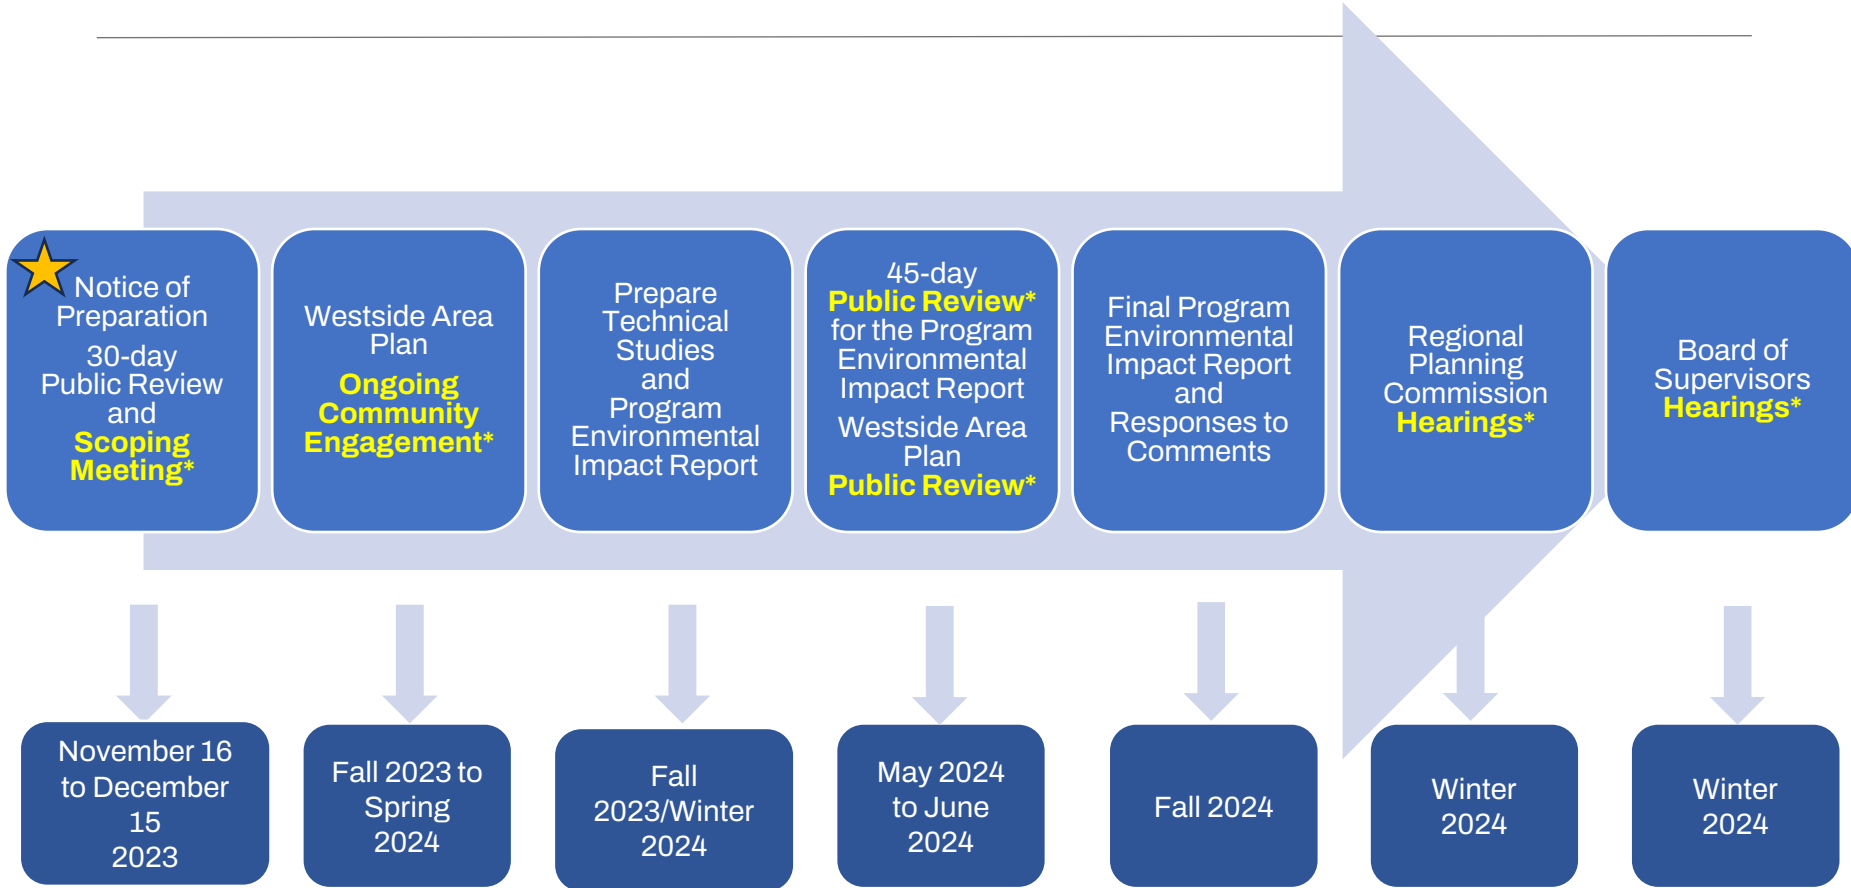 Notice of
Preparation
30-day
Public Review
and
Scoping
Meeting*
Westside Area
Plan
Ongoing
Community
Engagement*
Prepare
Technical
Studies
and
Program
Environmental
Impact Report
45-day
Public Review*
for the Program
Environmental
Impact Report
Westside Area
Plan
Public Review*
Final Program
Environmental
Impact Report
and
Responses to
Comments
Regional
Planning
Commission
Hearings*
Board of
Supervisors
Hearings*
November 16
to December
15
2023
Fall 2023 to
Spring
2024
Fall
2023/Winter
2024
May 2024
to June
2024
Fall 2024
Winter
2024
Winter
2024